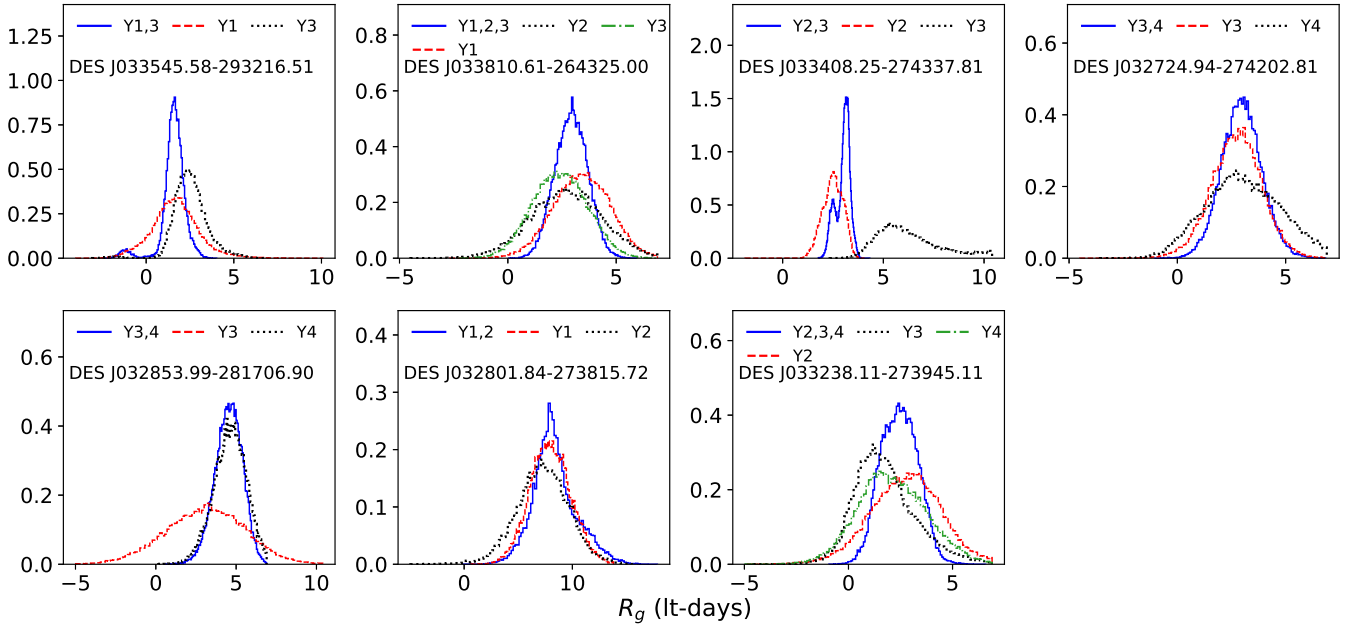 Y1,3 Y1 Y3
DES J033545.58-293216.51
1.25
1.00
0.75
0.50
0.25
0.00
0 5 10
Y1,2,3 Y2 Y3
Y1
DES J033810.61-264325.00
0.8
0.6
0.4
0.2
0.0
−5 0 5
Y2,3 Y2 Y3
DES J033408.25-274337.81
2.0
1.5
1.0
0.5
0.0
0 5 10
Y3,4 Y3 Y4
DES J032724.94-274202.81
0.6
0.4
0.2
0.0
−5 0 5
Y3,4 Y3 Y4
DES J032853.99-281706.90
0.6
0.4
0.2
0.0
−5 0 5 10
Y1,2 Y1 Y2
DES J032801.84-273815.72
0.4
0.3
0.2
0.1
0.0
0 10
Y2,3,4 Y3 Y4
Y2
DES J033238.11-273945.11
0.6
0.4
0.2
0.0
−5 0 5
R_g (lt-days)